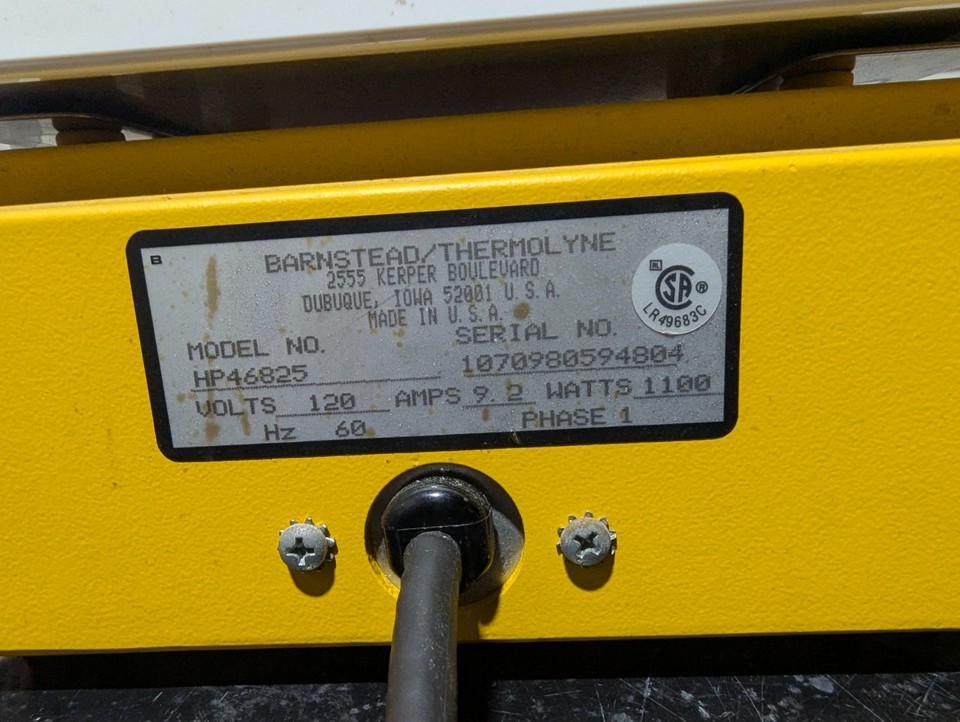 B
BARNSTEAD/THERMOLYNE
2555 KERPER BOULEVARD
DUBUQUE, IOWA 52001 U.S.A.
MADE IN U.S.A.
MODEL NO. SERIAL NO.
HP46825 1070980594804
VOLTS 120 AMPS 9.2 WATTS 1100
Hz 60 PHASE 1
SA ®
LR49683C